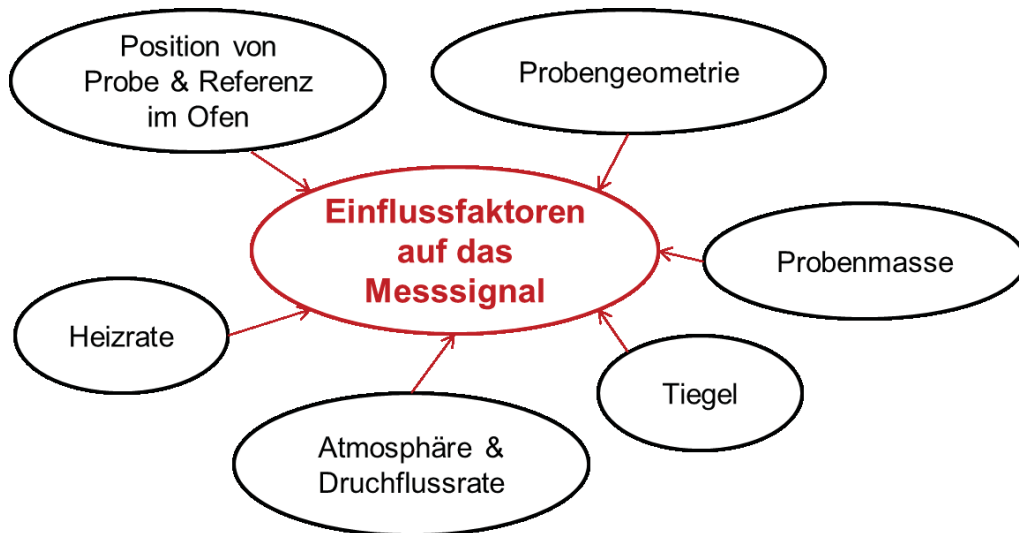 Position von
Probe & Referenz
im Ofen
Probengeometrie
Einflussfaktoren
auf das
Messsignal
Probenmasse
Heizrate
Tiegel
Atmosphäre &
Druchflussrate